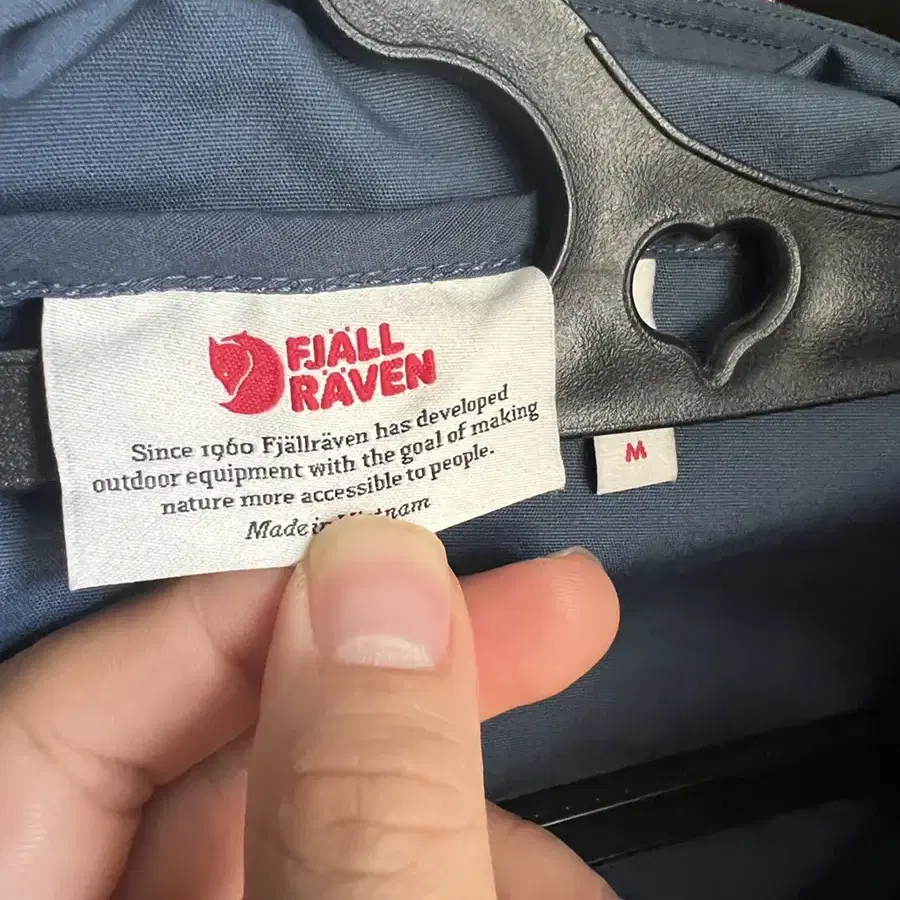 FJÄLL
RÄVEN
Since 1960 Fjällräven has developed
outdoor equipment with the goal of making
nature more accessible to people.
Made in
M